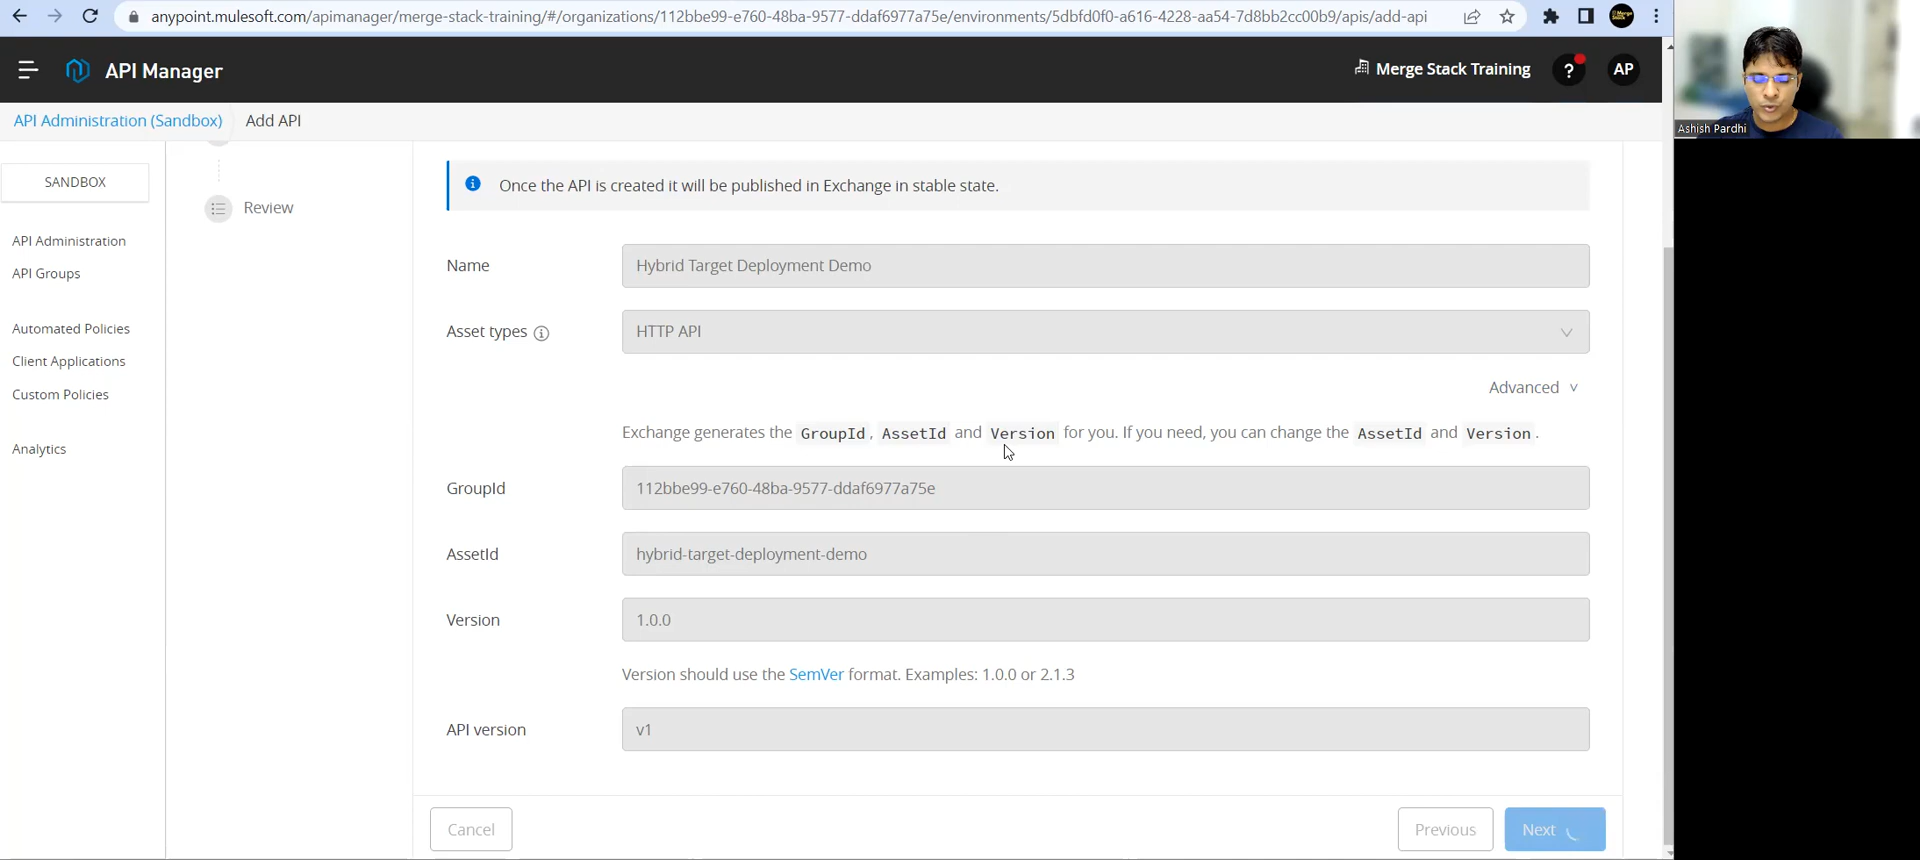 anypoint.mulesoft.com/apimanager/merge-stack-training/#/organizations/112bbe99-e760-48ba-9577-ddaf6977a75e/environments/5dbfd0f0-a616-4228-aa54-7d8bb2cc00b9/apis/add-api
API Manager
Merge Stack Training
?
AP
Ashish Pardhi
API Administration (Sandbox)
Add API
SANDBOX
API Administration
API Groups
Automated Policies
Client Applications
Custom Policies
Analytics
Review
Once the API is created it will be published in Exchange in stable state.
Name
Hybrid Target Deployment Demo
Asset types
HTTP API
Advanced
Exchange generates the GroupId, AssetId and Version for you. If you need, you can change the AssetId and Version.
GroupId
112bbe99-e760-48ba-9577-ddaf6977a75e
AssetId
hybrid-target-deployment-demo
Version
1.0.0
Version should use the SemVer format. Examples: 1.0.0 or 2.1.3
API version
v1
Cancel
Previous
Next